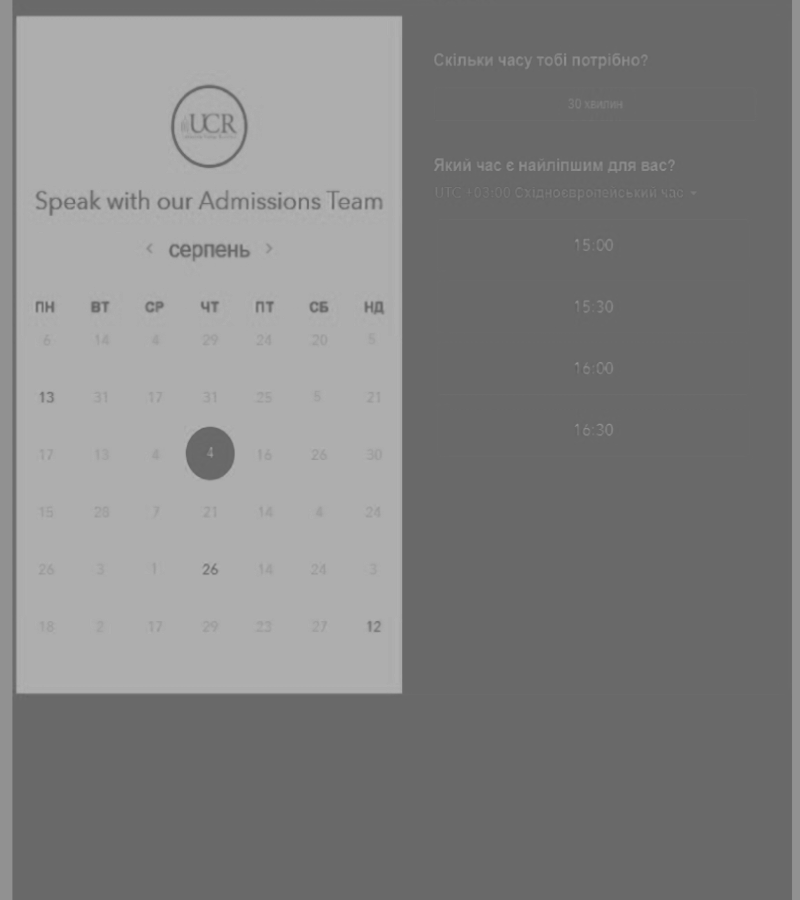 UCR
Speak with our Admissions Team
< серпень >
ПН ВТ СР ЧТ ПТ СБ НД
6 14 4 29 24 20 5
13 31 17 31 25 5 21
17 13 4 4 16 26 30
15 28 7 21 14 4 24
26 3 1 26 14 24 3
18 2 17 29 23 27 12
Скільки часу тобі потрібно?
30 хвилин
Який час є найліпшим для вас?
UTC +03:00 Східноєвропейський час
15:00
15:30
16:00
16:30